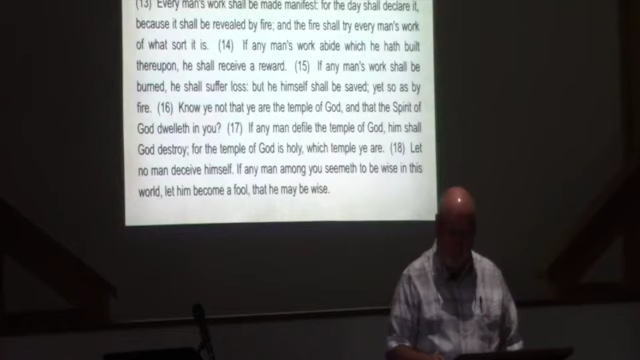 (13) Every man's work shall be made manifest: for the day shall declare it,
because it shall be revealed by fire; and the fire shall try every man's work
of what sort it is. (14) If any man's work abide which he hath built
thereupon, he shall receive a reward. (15) If any man's work shall be
burned, he shall suffer loss: but he himself shall be saved; yet so as by
fire. (16) Know ye not that ye are the temple of God, and that the Spirit of
God dwelleth in you? (17) If any man defile the temple of God, him shall
God destroy; for the temple of God is holy, which temple ye are. (18) Let
no man deceive himself. If any man among you seemeth to be wise in this
world, let him become a fool, that he may be wise.